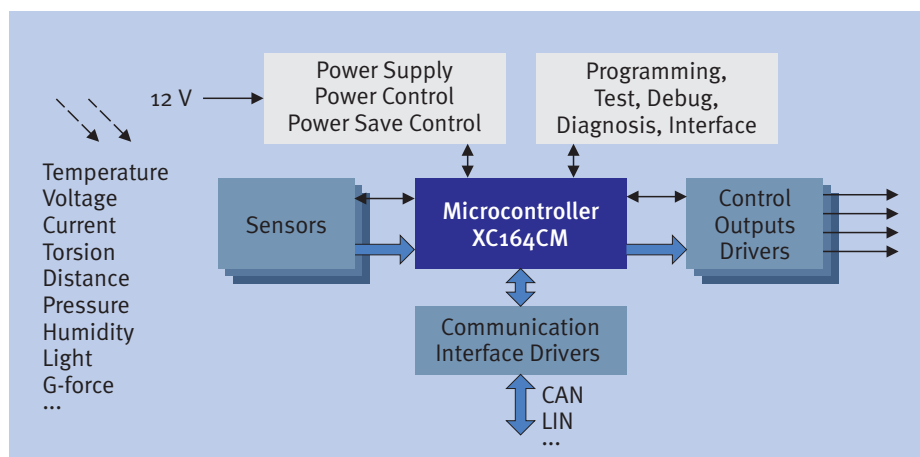 Power Supply
Power Control
Power Save Control
Programming,
Test, Debug,
Diagnosis, Interface
12 V
Temperature
Voltage
Current
Torsion
Distance
Pressure
Humidity
Light
G-force
...
Sensors
Microcontroller
XC164CM
Control
Outputs
Drivers
Communication
Interface Drivers
CAN
LIN
...